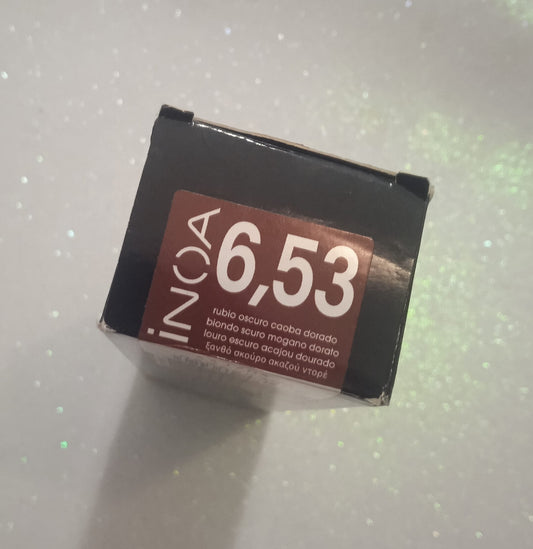 iNOA
6,53
rubio oscuro caoba dorado
biondo scuro mogano dorato
louro escuro acajou dourado
ξανθό σκούρο ακαζού ντορέ